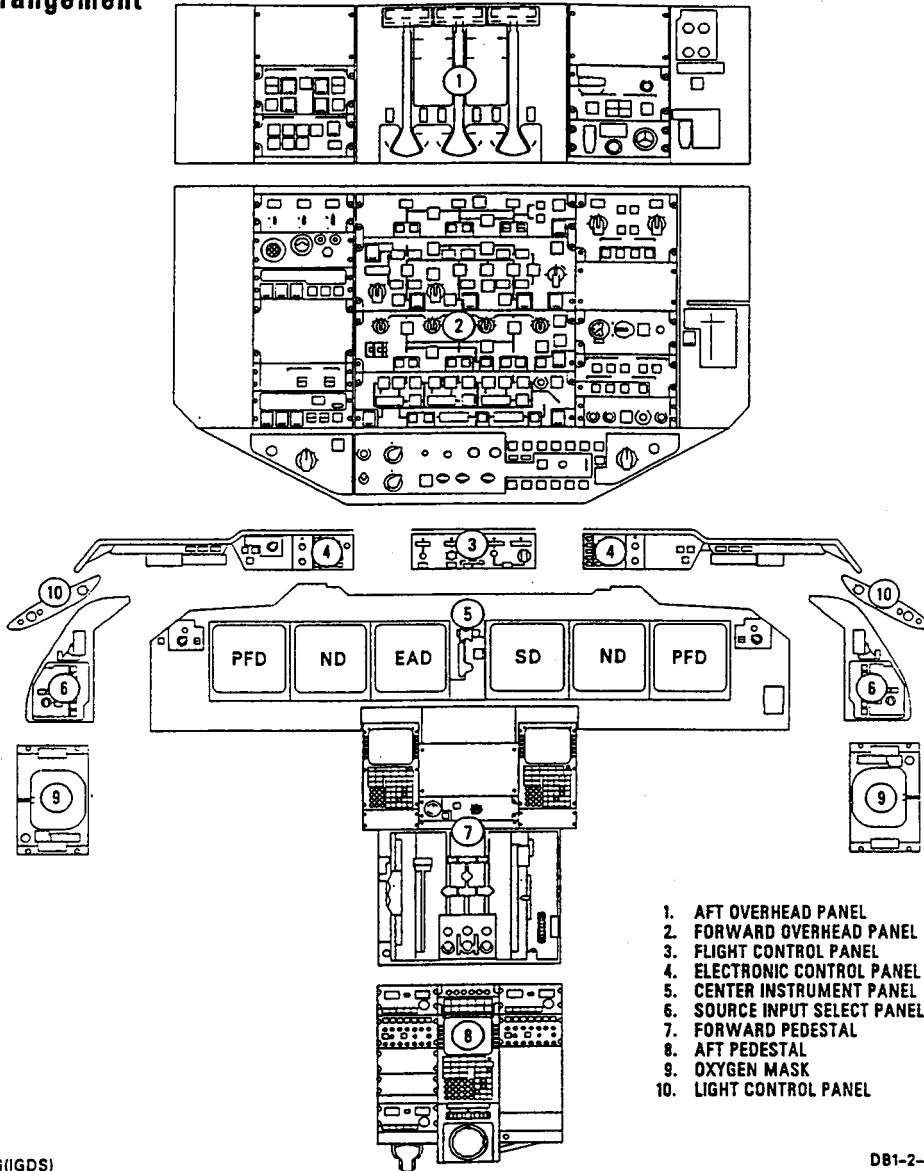 1
2
4
3
4
10
10
5
PFD
ND
EAD
SD
ND
PFD
6
6
9
9
7
8
1. AFT OVERHEAD PANEL
2. FORWARD OVERHEAD PANEL
3. FLIGHT CONTROL PANEL
4. ELECTRONIC CONTROL PANEL
5. CENTER INSTRUMENT PANEL
6. SOURCE INPUT SELECT PANEL
7. FORWARD PEDESTAL
8. AFT PEDESTAL
9. OXYGEN MASK
10. LIGHT CONTROL PANEL
(IGDS)
DB1-2-